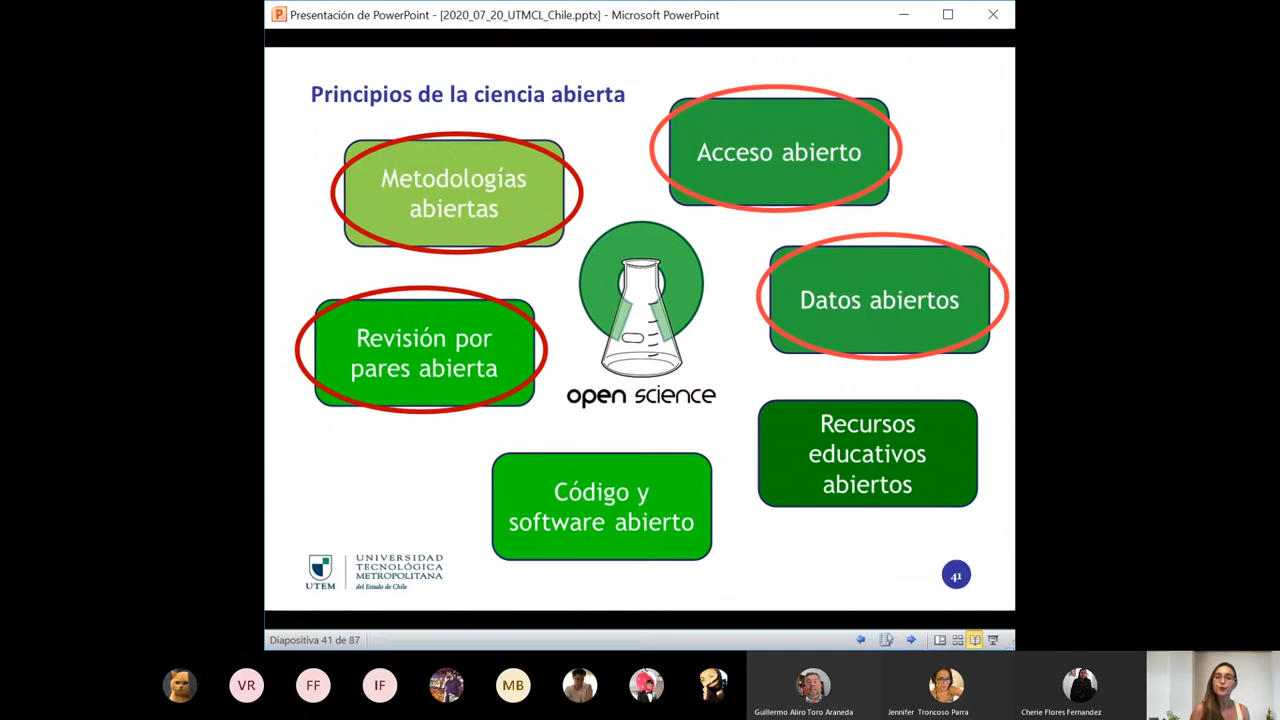 Presentación de PowerPoint - [2020_07_20_UTMCL_Chile.pptx] - Microsoft PowerPoint
Principios de la ciencia abierta
Acceso abierto
Metodologías
abiertas
Datos abiertos
Revisión por
pares abierta
open science
Recursos
educativos
abiertos
Código y
software abierto
UTEM
UNIVERSIDAD
TECNOLÓGICA
METROPOLITANA
del Estado de Chile
41
Diapositiva 41 de 87
VR
FF
IF
MB
Guillermo Aliro Toro Araneda
Jennifer Troncoso Parra
Cherie Flores Fernandez